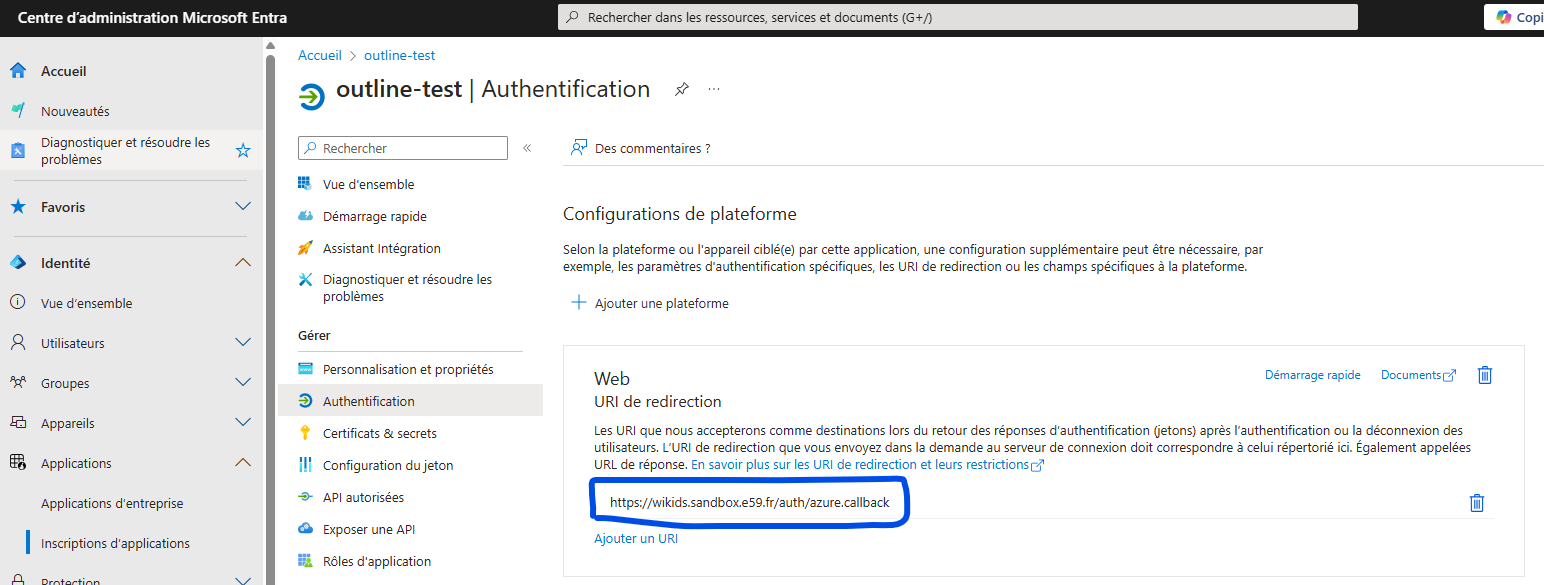 Centre d'administration Microsoft Entra
Rechercher dans les ressources, services et documents (G+/)
Copi
Accueil
Nouveautés
Diagnostiquer et résoudre les
problèmes
Favoris
Identité
Vue d'ensemble
Utilisateurs
Groupes
Appareils
Applications
Applications d'entreprise
Inscriptions d'applications
Protection
Accueil > outline-test
outline-test | Authentification
Rechercher
Vue d'ensemble
Démarrage rapide
Assistant Intégration
Diagnostiquer et résoudre les
problèmes
Gérer
Personnalisation et propriétés
Authentification
Certificats & secrets
Configuration du jeton
API autorisées
Exposer une API
Rôles d'application
Des commentaires ?
Configurations de plateforme
Selon la plateforme ou l'appareil ciblé(e) par cette application, une configuration supplémentaire peut être nécessaire, par
exemple, les paramètres d'authentification spécifiques, les URI de redirection ou les champs spécifiques à la plateforme.
Ajouter une plateforme
Web
Démarrage rapide
Documents
URI de redirection
Les URI que nous accepterons comme destinations lors du retour des réponses d'authentification (jetons) après l'authentification ou la déconnexion des
utilisateurs. L'URI de redirection que vous envoyez dans la demande au serveur de connexion doit correspondre à celui répertorié ici. Également appelées
URL de réponse. En savoir plus sur les URI de redirection et leurs restrictions
https://wikids.sandbox.e59.fr/auth/azure.callback
Ajouter un URI